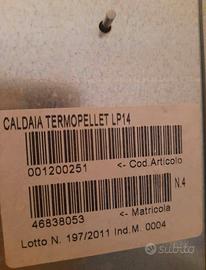 CALDAIA TERMOPELLET LP14
001200251 <- Cod.Articolo
N.4
46838053 <- Matricola
Lotto N. 197/2011 Ind.M. 0004
subito